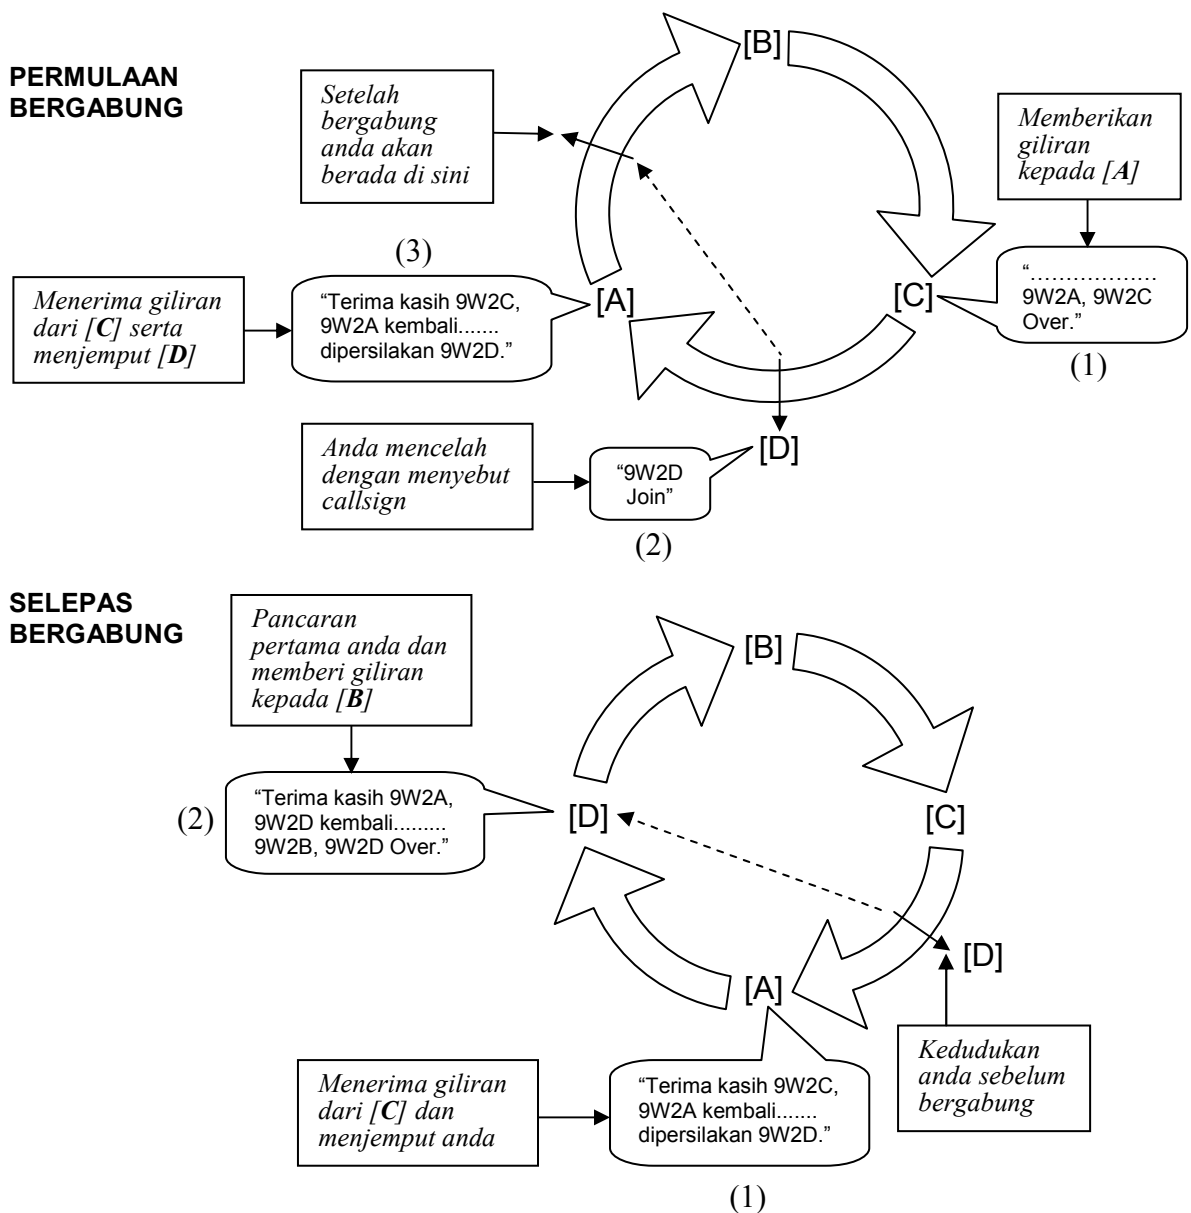 PERMULAAN
BERGABUNG
Setelah
bergabung
anda akan
berada di sini
[B]
Memberikan
giliran
kepada [A]
(3)
Menerima giliran
dari [C] serta
menjemput [D]
“Terima kasih 9W2C,
9W2A kembali.......
dipersilakan 9W2D.”
[A]
[C]
“..................
9W2A, 9W2C
Over.”
(1)
Anda mencelah
dengan menyebut
callsign
“9W2D
Join”
[D]
(2)
SELEPAS
BERGABUNG
Pancaran
pertama anda dan
memberi giliran
kepada [B]
[B]
(2)
“Terima kasih 9W2A,
9W2D kembali.........
9W2B, 9W2D Over.”
[D]
[C]
[D]
[A]
Kedudukan
anda sebelum
bergabung
Menerima giliran
dari [C] dan
menjemput anda
“Terima kasih 9W2C,
9W2A kembali.......
dipersilakan 9W2D.”
(1)